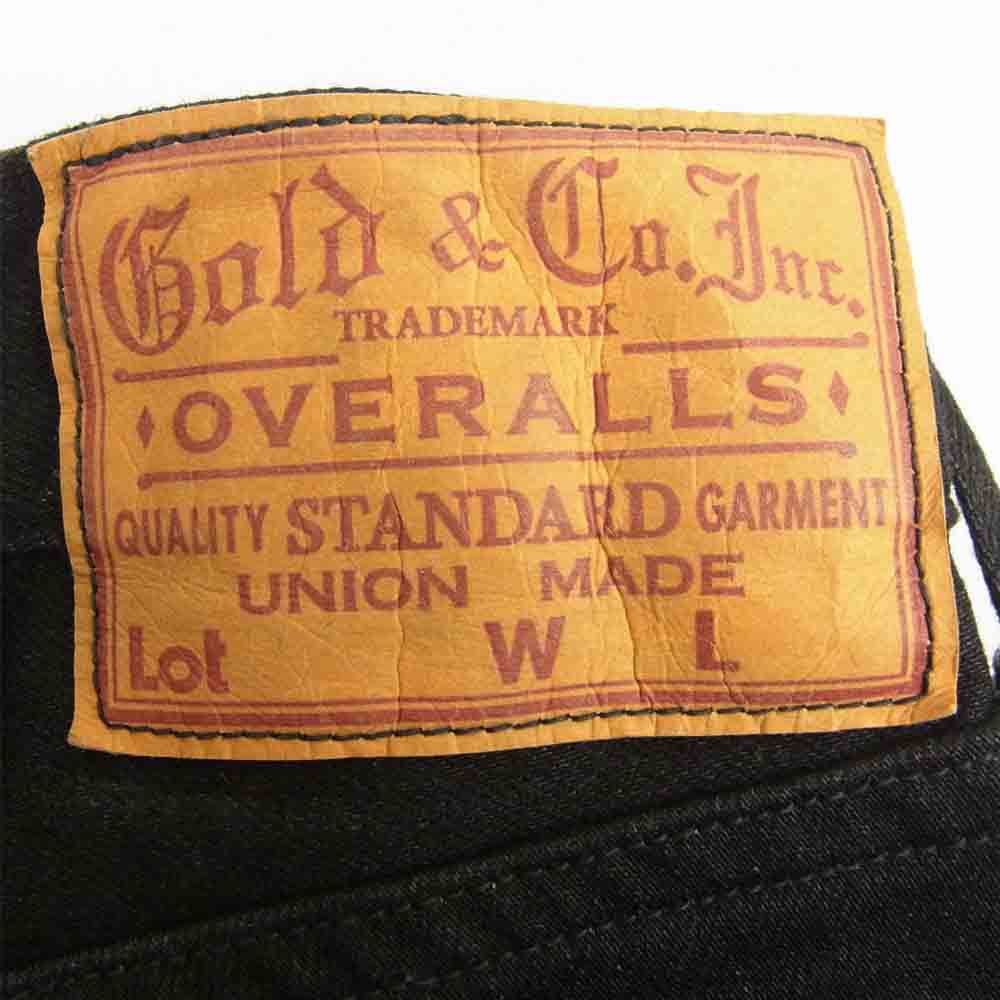 Gold & Co. Inc.
TRADEMARK
OVERALLS
QUALITY STANDARD GARMENT
UNION MADE
Lot W L